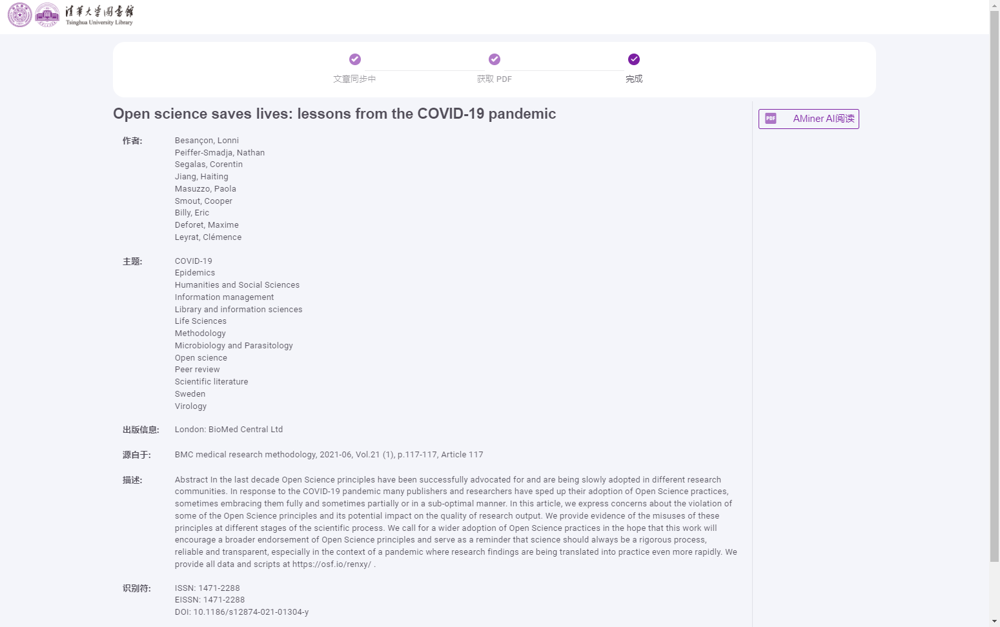 清華大学図書館
Tsinghua University Library
文章同步中
获取 PDF
完成
Open science saves lives: lessons from the COVID-19 pandemic
PDF
AMiner AI阅读
作者:
Besançon, Lonni
Peiffer-Smadja, Nathan
Segalas, Corentin
Jiang, Haiting
Masuzzo, Paola
Smout, Cooper
Billy, Eric
Deforet, Maxime
Leyrat, Clémence
主题:
COVID-19
Epidemics
Humanities and Social Sciences
Information management
Library and information sciences
Life Sciences
Methodology
Microbiology and Parasitology
Open science
Peer review
Scientific literature
Sweden
Virology
出版信息:
London: BioMed Central Ltd
源自于:
BMC medical research methodology, 2021-06, Vol.21 (1), p.117-117, Article 117
描述:
Abstract In the last decade Open Science principles have been successfully advocated for and are being slowly adopted in different research
communities. In response to the COVID-19 pandemic many publishers and researchers have sped up their adoption of Open Science practices,
sometimes embracing them fully and sometimes partially or in a sub-optimal manner. In this article, we express concerns about the violation of
some of the Open Science principles and its potential impact on the quality of research output. We provide evidence of the misuses of these
principles at different stages of the scientific process. We call for a wider adoption of Open Science practices in the hope that this work will
encourage a broader endorsement of Open Science principles and serve as a reminder that science should always be a rigorous process,
reliable and transparent, especially in the context of a pandemic where research findings are being translated into practice even more rapidly. We
provide all data and scripts at https://osf.io/renxy/ .
识别符:
ISSN: 1471-2288
EISSN: 1471-2288
DOI: 10.1186/s12874-021-01304-y